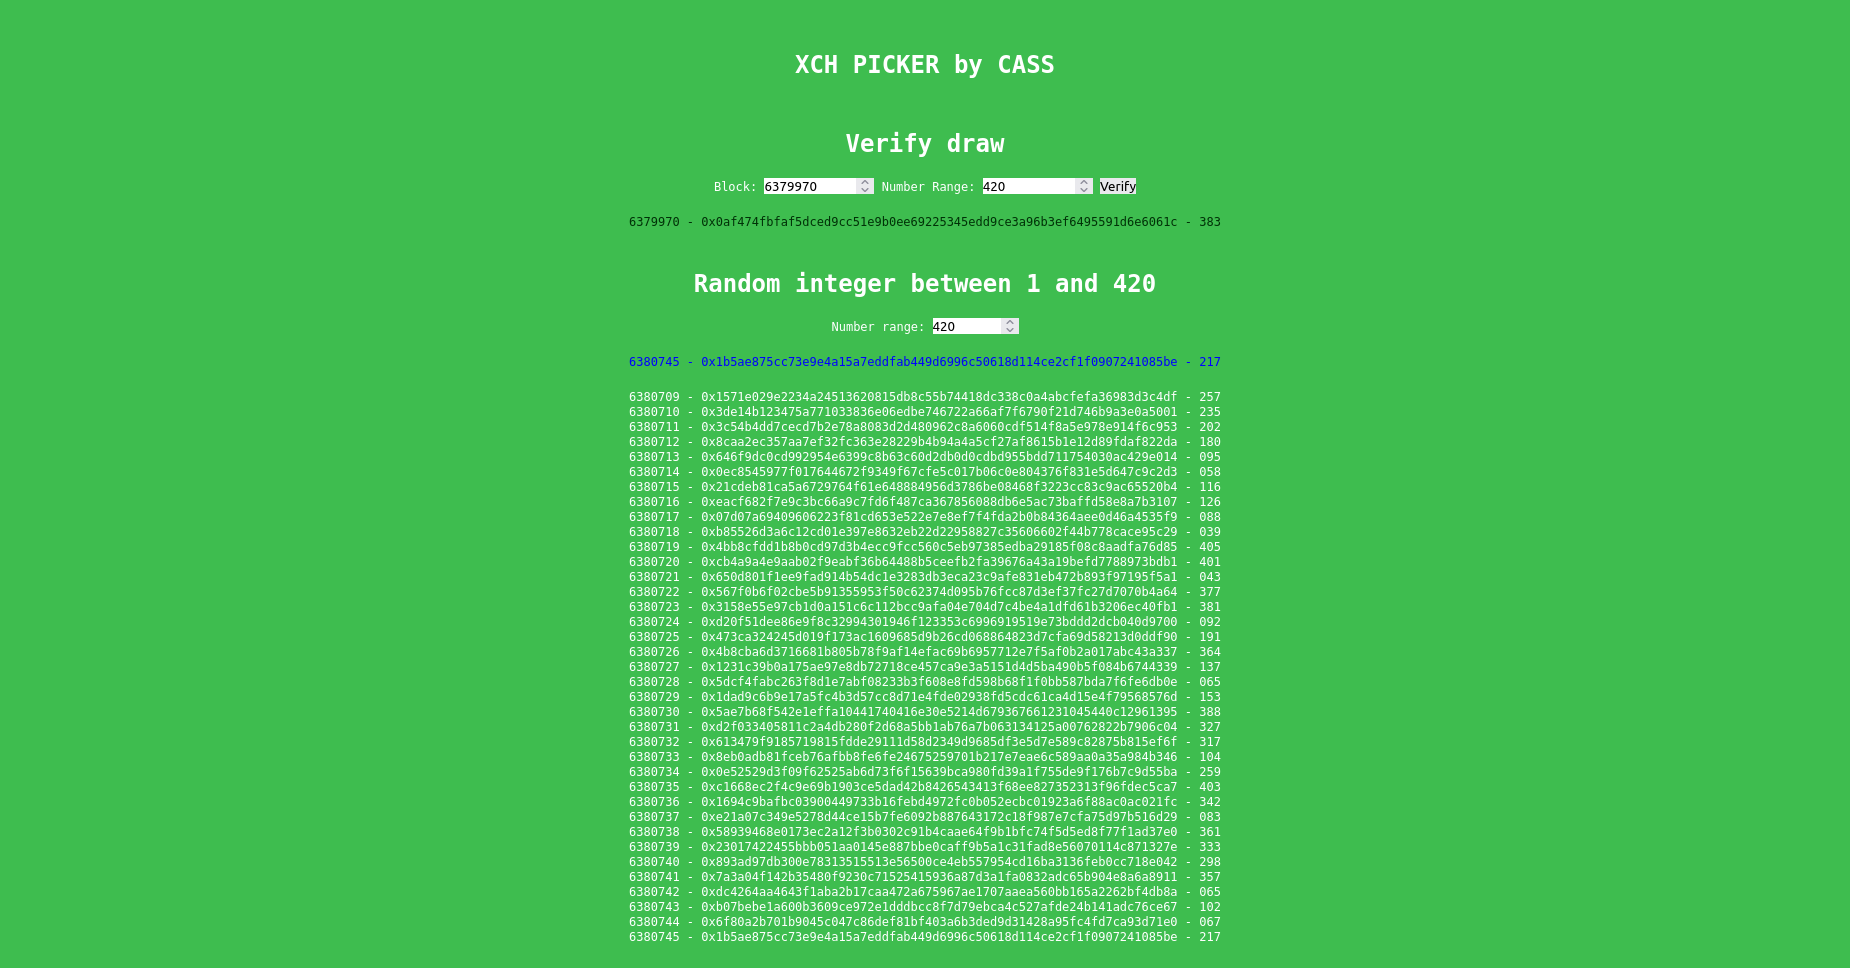 XCH PICKER by CASS
Verify draw
Block: 6379970 Number Range: 420 Verify
6379970 - 0x0af474fbfaf5dced9cc51e9b0ee69225345edd9ce3a96b3ef6495591d6e6061c - 383
Random integer between 1 and 420
Number range: 420
6380745 - 0x1b5ae875cc73e9e4a15a7eddfab449d6996c50618d114ce2cf1f0907241085be - 217
6380709 - 0x1571e029e2234a24513620815db8c55b74418dc338c0a4abcfefa36983d3c4df - 257
6380710 - 0x3de14b123475a771033836e06edbe746722a66af7f6790f21d746b9a3e0a5001 - 235
6380711 - 0x3c54b4dd7cecd7b2e78a8083d2d480962c8a6060cdf514f8a5e978e914f6c953 - 202
6380712 - 0x8caa2ec357aa7ef32fc363e28229b4b94a4a5cf27af8615b1e12d89fdaf822da - 180
6380713 - 0x646f9dc0cd992954e6399c8b63c60d2db0d0cdbd955bdd711754030ac429e014 - 095
6380714 - 0x0ec8545977f017644672f9349f67cfe5c017b06c0e804376f831e5d647c9c2d3 - 058
6380715 - 0x21cdeb81ca5a6729764f61e648884956d3786be08468f3223cc83c9ac65520b4 - 116
6380716 - 0xeacf682f7e9c3bc66a9c7fd6f487ca367856088db6e5ac73baffd58e8a7b3107 - 126
6380717 - 0x07d07a69409606223f81cd653e522e7e8ef7f4fda2b0b84364aee0d46a4535f9 - 088
6380718 - 0xb85526d3a6c12cd01e397e8632eb22d22958827c35606602f44b778cace95c29 - 039
6380719 - 0x4bb8cfdd1b8b0cd97d3b4ecc9fcc560c5eb97385edba29185f08c8aadfa76d85 - 405
6380720 - 0xcb4a9a4e9aab02f9eabf36b64488b5ceefb2fa39676a43a19befd7788973bdb1 - 401
6380721 - 0x650d801f1ee9fad914b54dc1e3283db3eca23c9afe831eb472b893f97195f5a1 - 043
6380722 - 0x567f0b6f02cbe5b91355953f50c62374d095b76fcc87d3ef37fc27d7070b4a64 - 377
6380723 - 0x3158e55e97cb1d0a151c6c112bcc9afa04e704d7c4be4a1dfd61b3206ec40fb1 - 381
6380724 - 0xd20f51dee86e9f8c32994301946f123353c6996919519e73bddd2dcb040d9700 - 092
6380725 - 0x473ca324245d019f173ac1609685d9b26cd068864823d7cfa69d58213d0ddf90 - 191
6380726 - 0x4b8cba6d3716681b805b78f9af14efac69b6957712e7f5af0b2a017abc43a337 - 364
6380727 - 0x1231c39b0a175ae97e8db72718ce457ca9e3a5151d4d5ba490b5f084b6744339 - 137
6380728 - 0x5dcf4fabc263f8d1e7abf08233b3f608e8fd598b68f1f0bb587bda7f6fe6db0e - 065
6380729 - 0x1dad9c6b9e17a5fc4b3d57cc8d71e4fde02938fd5cdc61ca4d15e4f79568576d - 153
6380730 - 0x5ae7b68f542e1effa10441740416e30e5214d679367661231045440c12961395 - 388
6380731 - 0xd2f033405811c2a4db280f2d68a5bb1ab76a7b063134125a00762822b7906c04 - 327
6380732 - 0x613479f9185719815fdde29111d58d2349d9685df3e5d7e589c82875b815ef6f - 317
6380733 - 0x8eb0adb81fceb76afbb8fe6fe24675259701b217e7eae6c589aa0a35a984b346 - 104
6380734 - 0x0e52529d3f09f62525ab6d73f6f15639bca980fd39a1f755de9f176b7c9d55ba - 259
6380735 - 0xc1668ec2f4c9e69b1903ce5dad42b8426543413f68ee827352313f96fdec5ca7 - 403
6380736 - 0x1694c9bafbc03900449733b16febd4972fc0b052ecbc01923a6f88ac0ac021fc - 342
6380737 - 0xe21a07c349e5278d44ce15b7fe6092b887643172c18f987e7cfa75d97b516d29 - 083
6380738 - 0x58939468e0173ec2a12f3b0302c91b4caae64f9b1bfc74f5d5ed8f77f1ad37e0 - 361
6380739 - 0x23017422455bbb051aa0145e887bbe0caff9b5a1c31fad8e56070114c871327e - 333
6380740 - 0x893ad97db300e78313515513e56500ce4eb557954cd16ba3136feb0cc718e042 - 298
6380741 - 0x7a3a04f142b35480f9230c71525415936a87d3a1fa0832adc65b904e8a6a8911 - 357
6380742 - 0xdc4264aa4643f1aba2b17caa472a675967ae1707aaea560bb165a2262bf4db8a - 065
6380743 - 0xb07bebe1a600b3609ce972e1dddbcc8f7d79ebca4c527afde24b141adc76ce67 - 102
6380744 - 0x6f80a2b701b9045c047c86def81bf403a6b3ded9d31428a95fc4fd7ca93d71e0 - 067
6380745 - 0x1b5ae875cc73e9e4a15a7eddfab449d6996c50618d114ce2cf1f0907241085be - 217